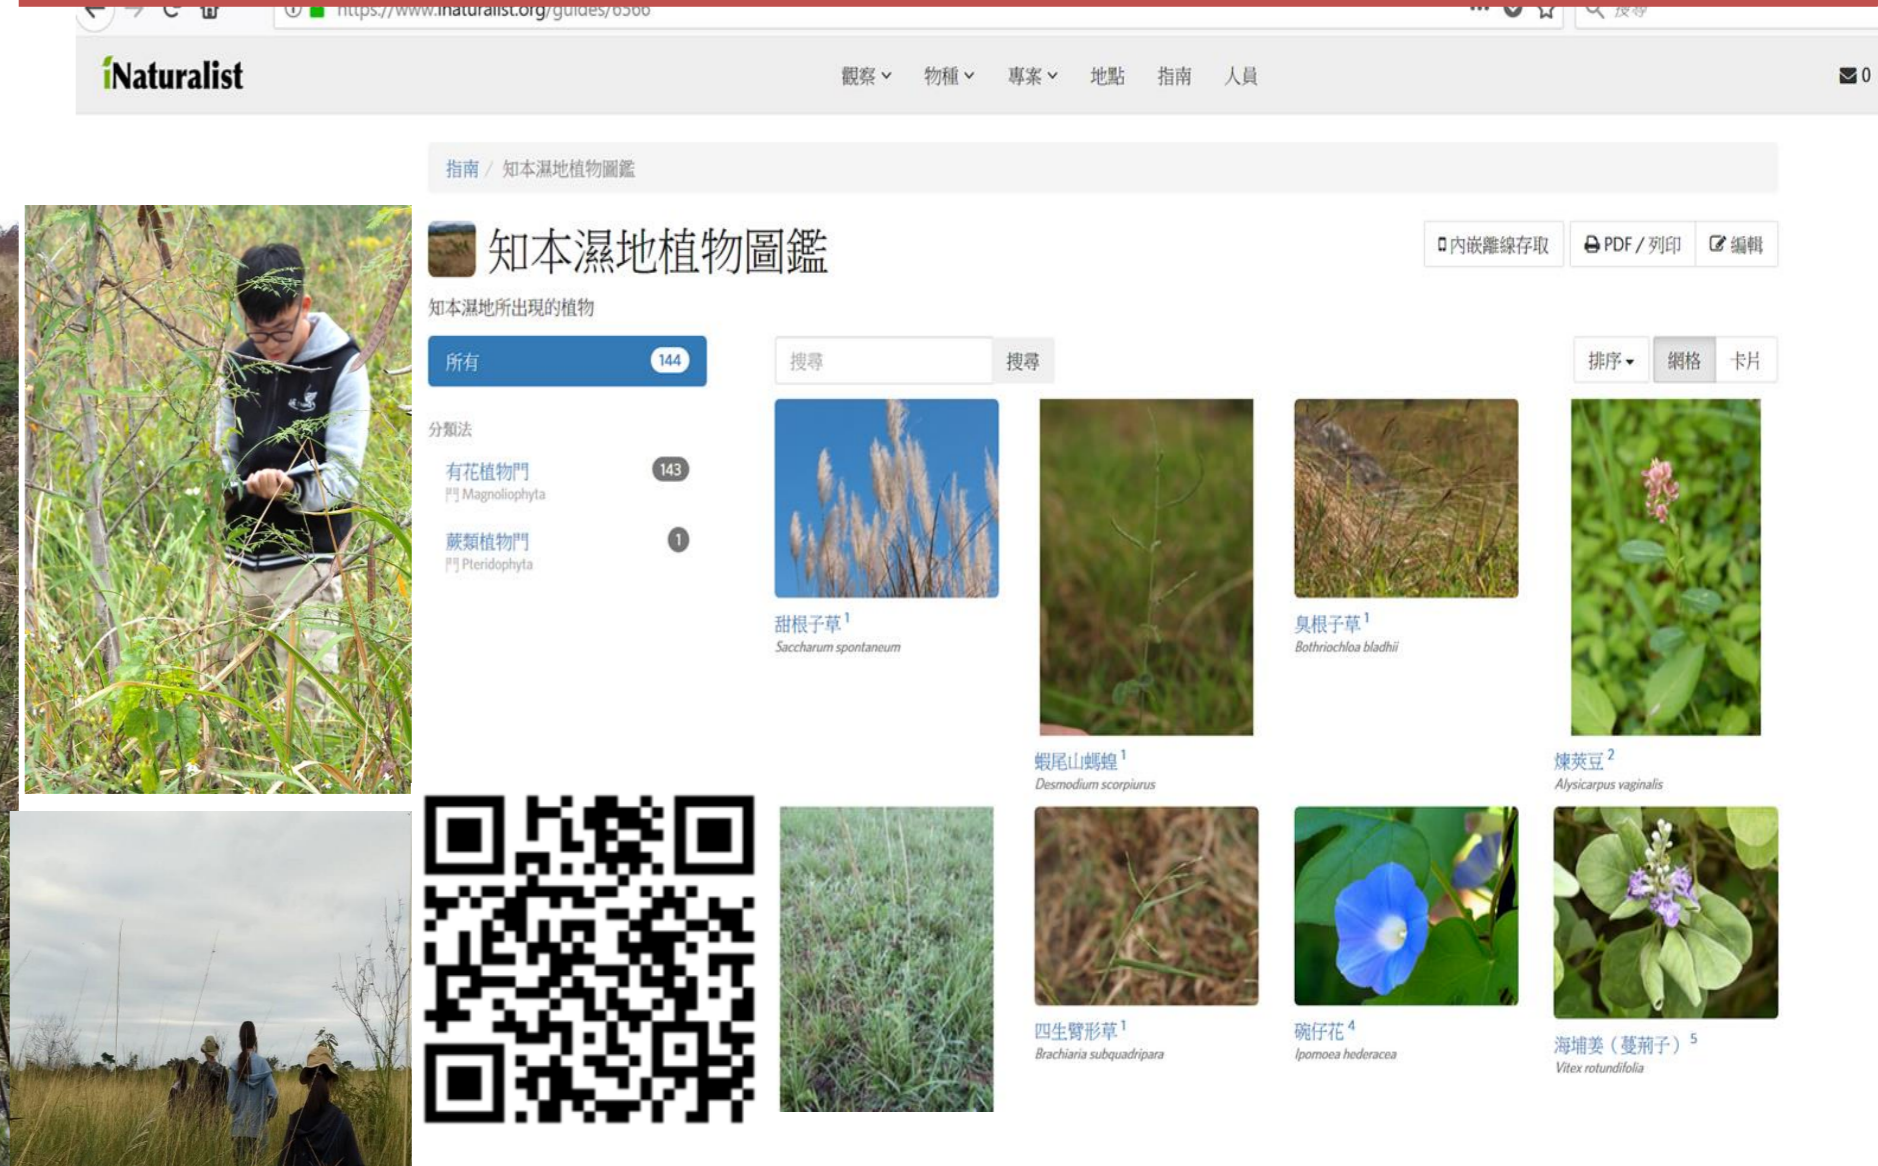 https://www.inaturalist.org/guides/6566
搜尋
iNaturalist
觀察 物種 專案 地點 指南 人員
0
指南 / 知本濕地植物圖鑑
知本濕地植物圖鑑
內嵌離線存取 PDF / 列印 編輯
知本濕地所出現的植物
所有 144
搜尋 搜尋
排序 網格 卡片
分類法
有花植物門 143
門 Magnoliophyta
蕨類植物門 1
門 Pteridophyta
甜根子草 1
Saccharum spontaneum
臭根子草 1
Bothriochloa bladhii
蝦尾山螞蝗 1
Desmodium scorpiurus
煉莢豆 2
Alysicarpus vaginalis
四生臂形草 1
Brachiaria subquadripara
碗仔花 4
Ipomoea hederacea
海埔姜（蔓荊子） 5
Vitex rotundifolia